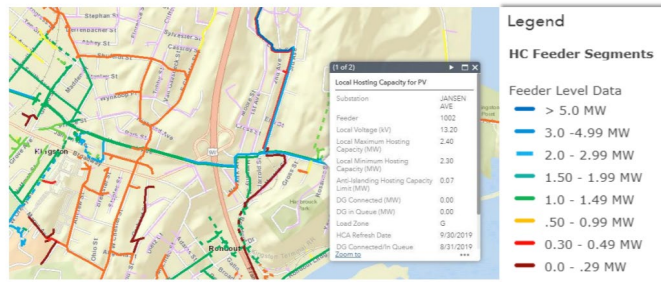 (1 of 2)
Local Hosting Capacity for PV
Substation JANSEN AVE
Feeder 1002
Local Voltage (kV) 13.20
Local Maximum Hosting Capacity (MW) 2.40
Local Minimum Hosting Capacity (MW) 2.30
Anti-Islanding Hosting Capacity Limit (MW) 0.07
DG Connected (MW) 0.00
DG in Queue (MW) 0.00
Load Zone G
HCA Refresh Date 9/30/2019
DG Connected/In Queue 8/31/2019
Zoom to
•••
Stephan
Kingston
Rondout
Ohio St
Gross St
Legend
HC Feeder Segments
Feeder Level Data
> 5.0 MW
3.0 -4.99 MW
2.0 - 2.99 MW
1.50 - 1.99 MW
1.0 - 1.49 MW
.50 - 0.99 MW
0.30 - 0.49 MW
0.0 - .29 MW